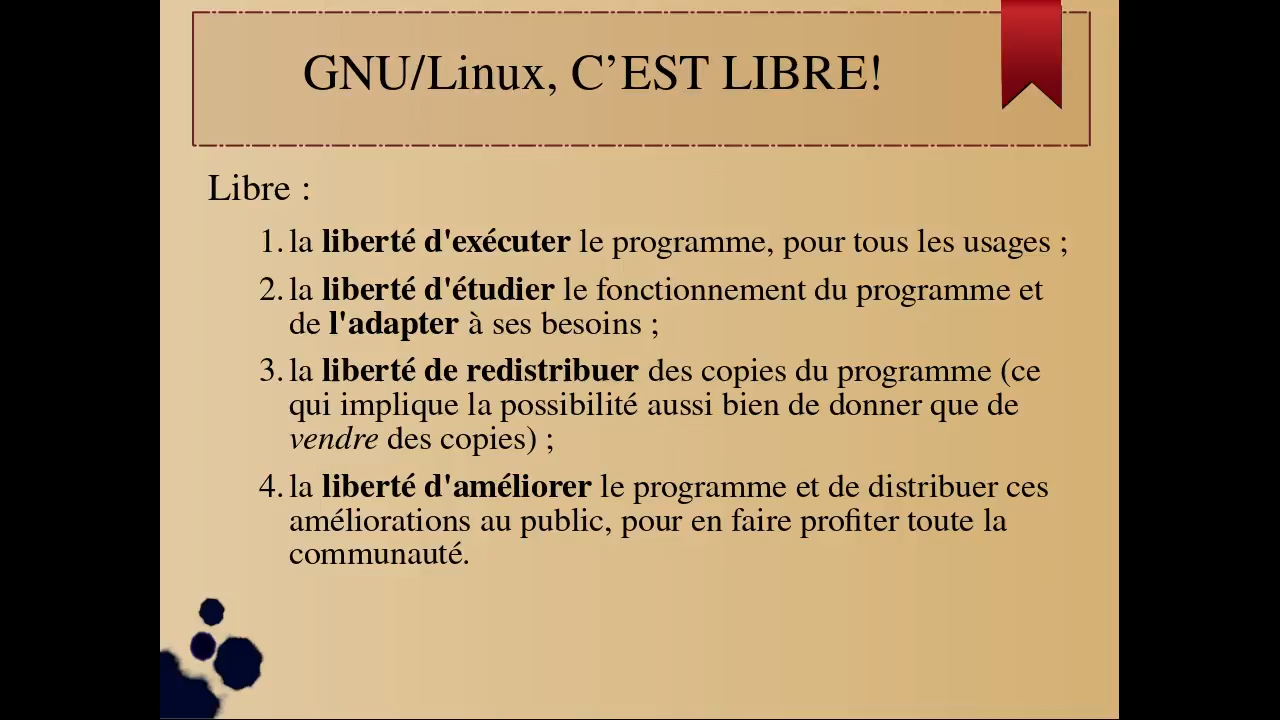 GNU/Linux, C’EST LIBRE!
Libre :
1. la liberté d'exécuter le programme, pour tous les usages ;
2. la liberté d'étudier le fonctionnement du programme et
de l'adapter à ses besoins ;
3. la liberté de redistribuer des copies du programme (ce
qui implique la possibilité aussi bien de donner que de
vendre des copies) ;
4. la liberté d'améliorer le programme et de distribuer ces
améliorations au public, pour en faire profiter toute la
communauté.